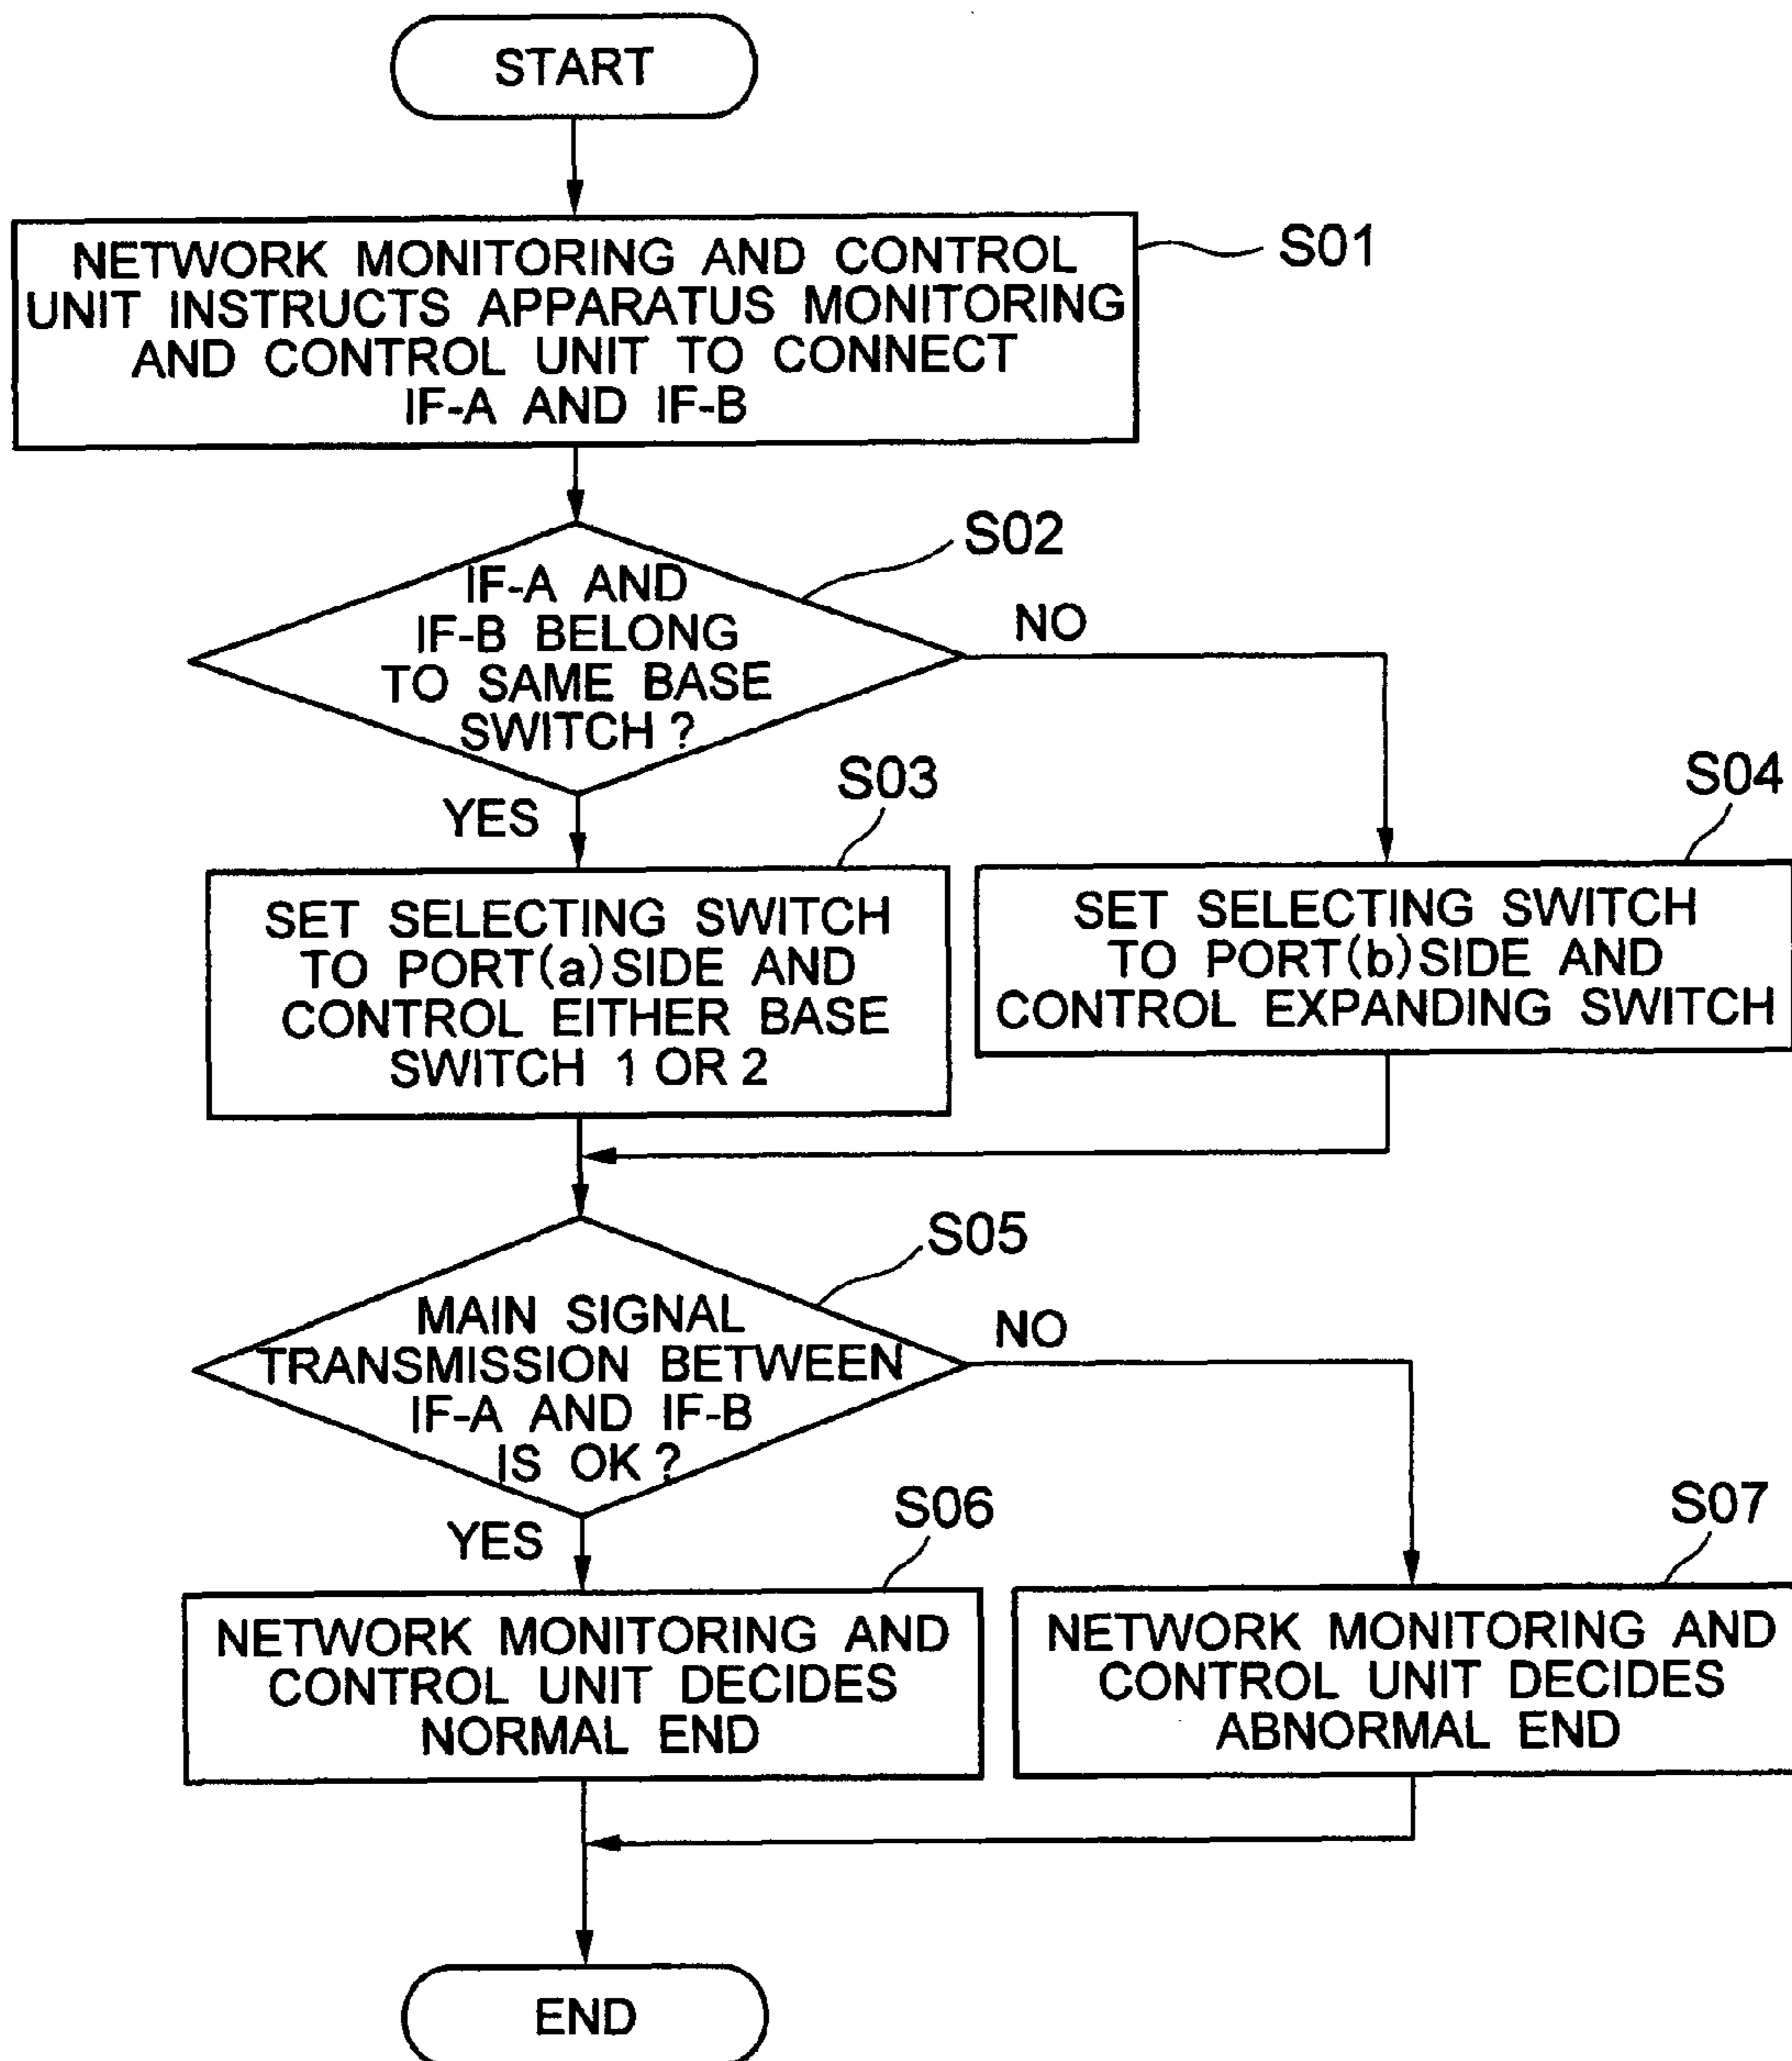 START
NETWORK MONITORING AND CONTROL
UNIT INSTRUCTS APPARATUS MONITORING
AND CONTROL UNIT TO CONNECT
IF-A AND IF-B
S01
IF-A AND
IF-B BELONG
TO SAME BASE
SWITCH?
S02
NO
YES
S03
SET SELECTING SWITCH
TO PORT(a)SIDE AND
CONTROL EITHER BASE
SWITCH 1 OR 2
S04
SET SELECTING SWITCH
TO PORT(b)SIDE AND
CONTROL EXPANDING SWITCH
S05
MAIN SIGNAL
TRANSMISSION BETWEEN
IF-A AND IF-B
IS OK?
NO
YES
S06
NETWORK MONITORING AND
CONTROL UNIT DECIDES
NORMAL END
S07
NETWORK MONITORING AND
CONTROL UNIT DECIDES
ABNORMAL END
END